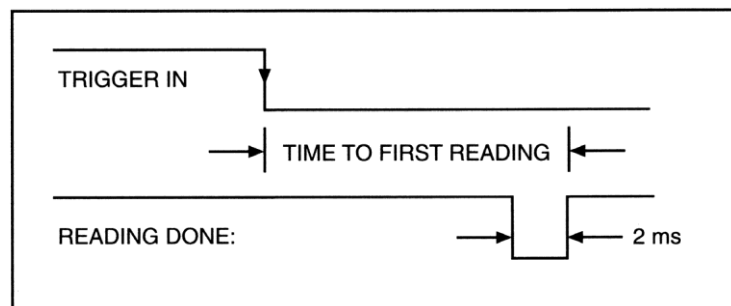 TRIGGER IN
TIME TO FIRST READING
READING DONE:
2 ms